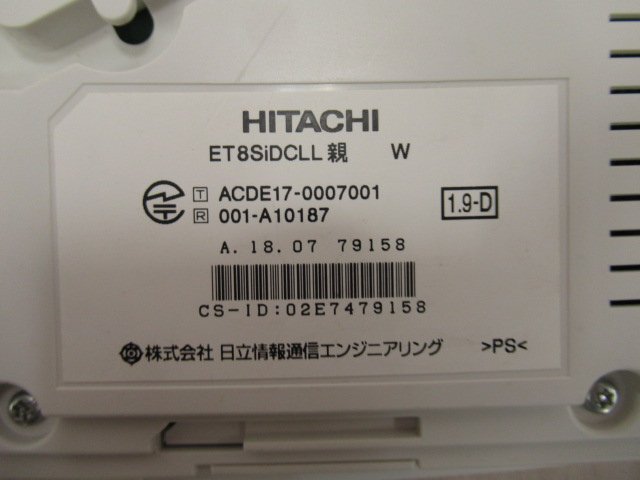 HITACHI
ET8SiDCLL 親 W
T ACDE17-0007001
R 001-A10187
1.9-D
A. 18. 07 79158
CS-ID:02E7479158
株式会社 日立情報通信エンジニアリング >PS<